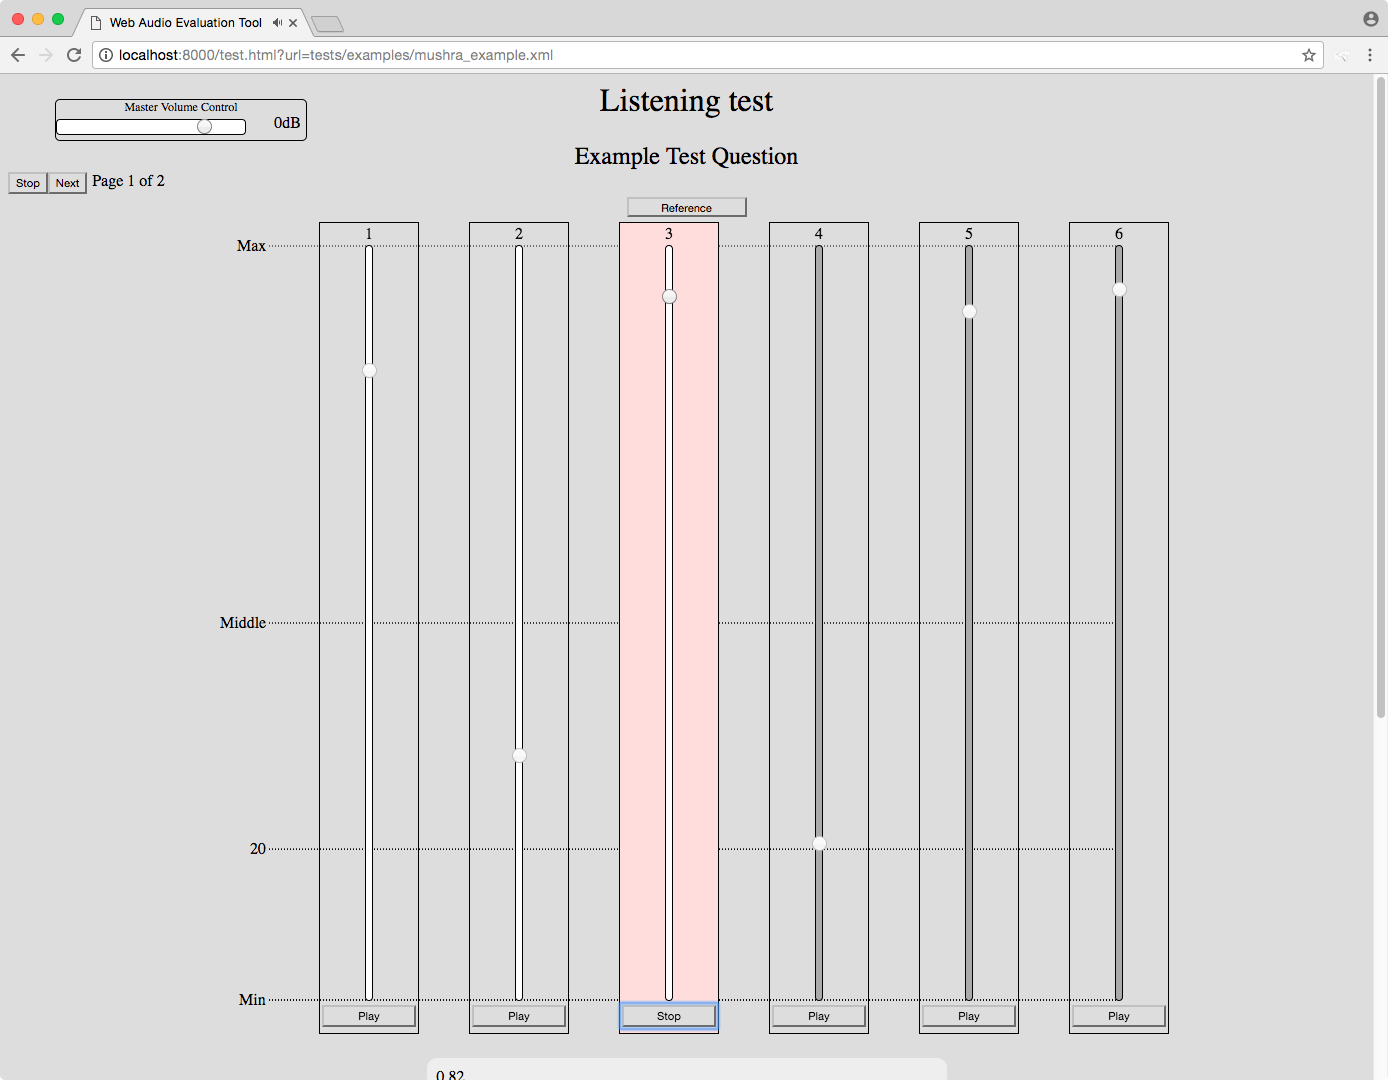 Web Audio Evaluation Tool
localhost:8000/test.html?url=tests/examples/mushra_example.xml
Master Volume Control
0dB
Listening test
Example Test Question
Stop Next Page 1 of 2
Reference
1 2 3 4 5 6
Max
Middle
20
Min
Play Play Stop Play Play Play
0.82